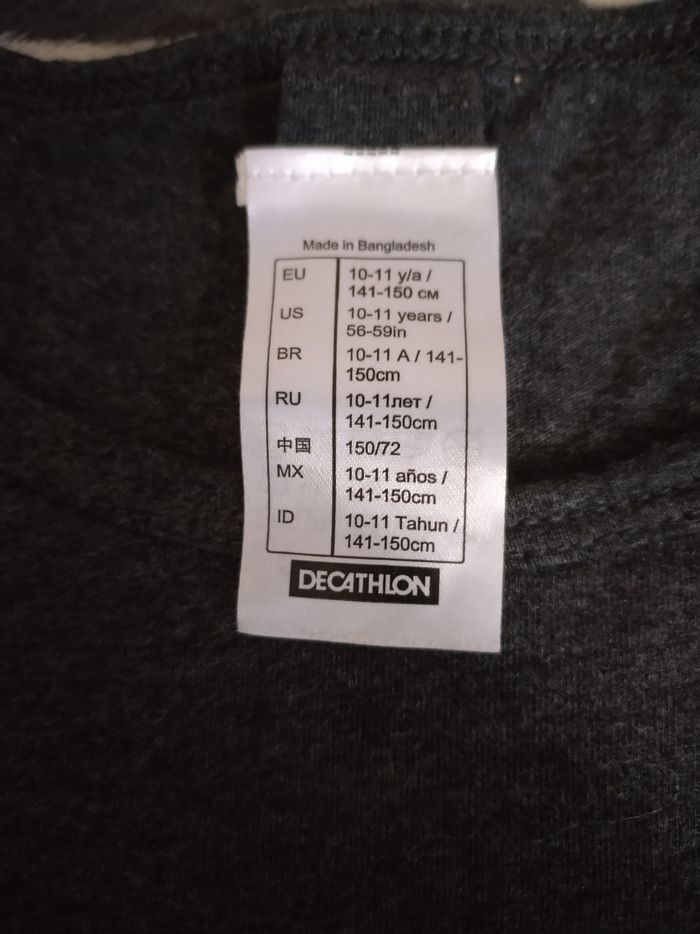 Made in Bangladesh
EU 10-11 y/a /
141-150 см
US 10-11 years /
56-59in
BR 10-11 A / 141-
150cm
RU 10-11лет /
141-150cm
中国 150/72
MX 10-11 años /
141-150cm
ID 10-11 Tahun /
141-150cm
DECATHLON